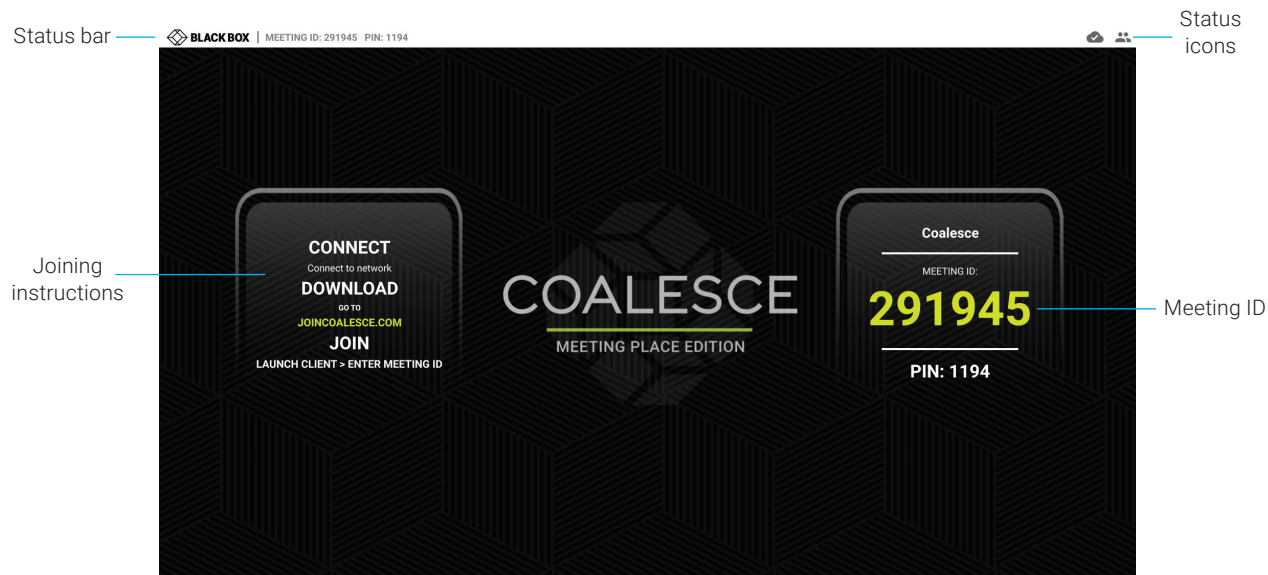 Status bar
BLACK BOX | MEETING ID: 291945 PIN: 1194
Status
icons
Joining
instructions
CONNECT
Connect to network
DOWNLOAD
GO TO
JOINCOALESCE.COM
JOIN
LAUNCH CLIENT > ENTER MEETING ID
COALESCE
MEETING PLACE EDITION
Coalesce
MEETING ID:
291945
PIN: 1194
Meeting ID